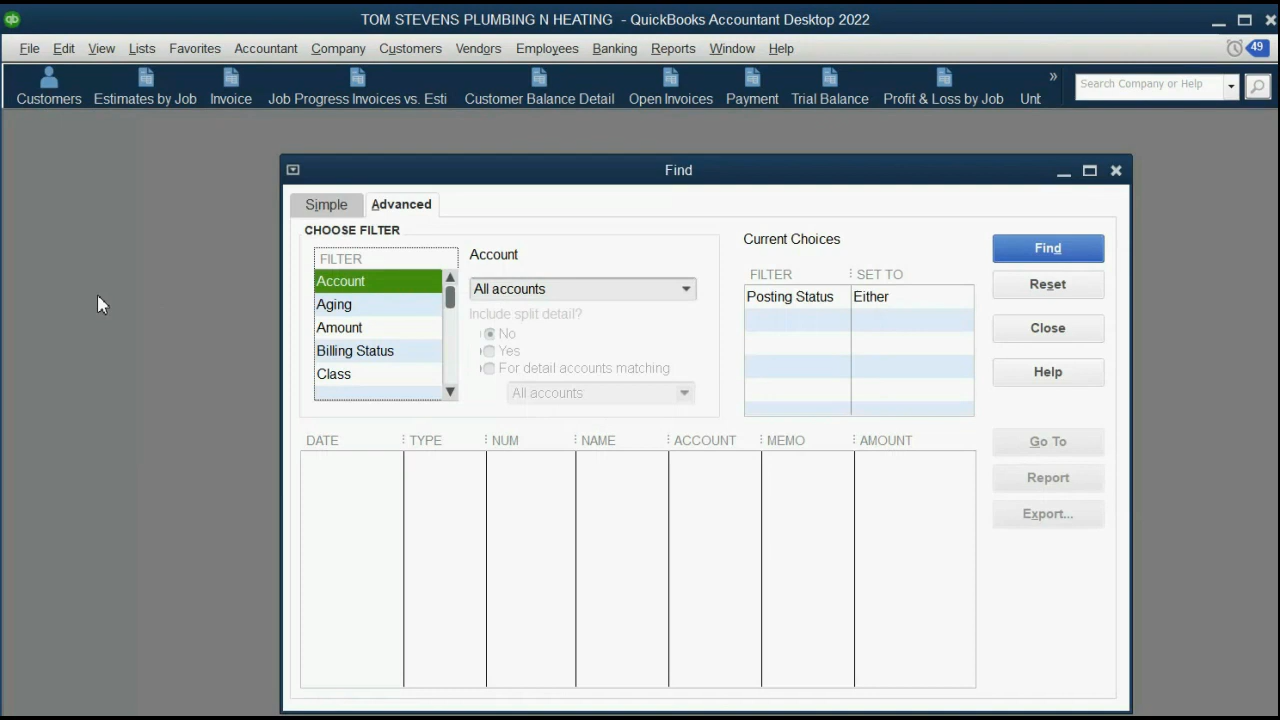 qb
TOM STEVENS PLUMBING N HEATING - QuickBooks Accountant Desktop 2022
File Edit View Lists Favorites Accountant Company Customers Vendors Employees Banking Reports Window Help 49
Customers Estimates by Job Invoice Job Progress Invoices vs. Esti Customer Balance Detail Open Invoices Payment Trial Balance Profit & Loss by Job Unt » Search Company or Help
Find
Simple Advanced
CHOOSE FILTER
FILTER
Account
Aging
Amount
Billing Status
Class
Account
All accounts
Include split detail?
No
Yes
For detail accounts matching
All accounts
Current Choices
FILTER SET TO
Posting Status Either
Find
Reset
Close
Help
DATE TYPE NUM NAME ACCOUNT MEMO AMOUNT
Go To
Report
Export...